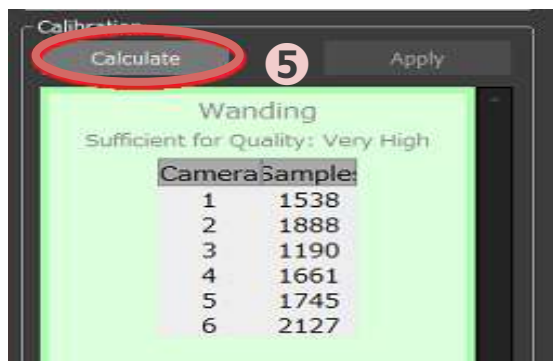 Calibration
Calculate 5 Apply
Wanding
Sufficient for Quality: Very High
Camera Samples
1 1538
2 1888
3 1190
4 1661
5 1745
6 2127